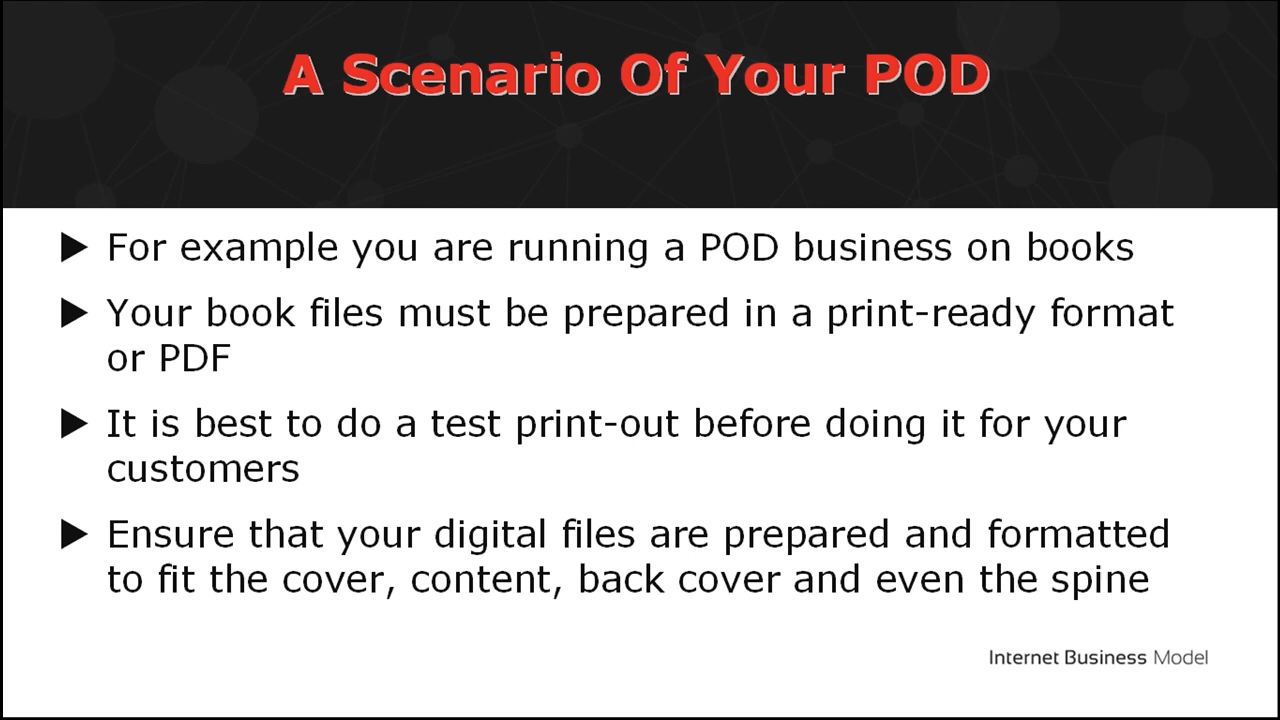 A Scenario Of Your POD
▶ For example you are running a POD business on books
▶ Your book files must be prepared in a print-ready format
or PDF
▶ It is best to do a test print-out before doing it for your
customers
▶ Ensure that your digital files are prepared and formatted
to fit the cover, content, back cover and even the spine
Internet Business Model